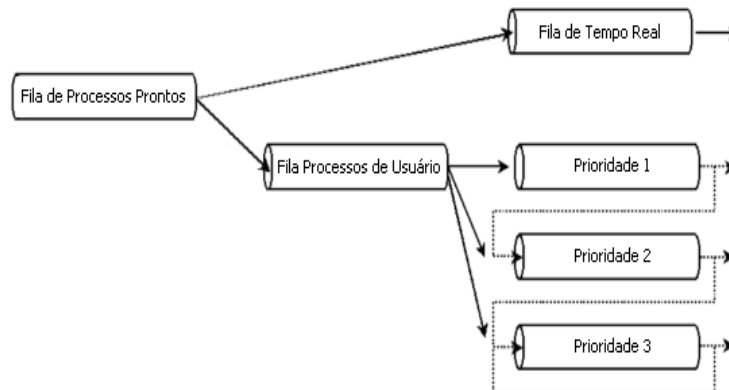 Fila de Tempo Real
Fila de Processos Prontos
Fila Processos de Usuário
Prioridade 1
Prioridade 2
Prioridade 3